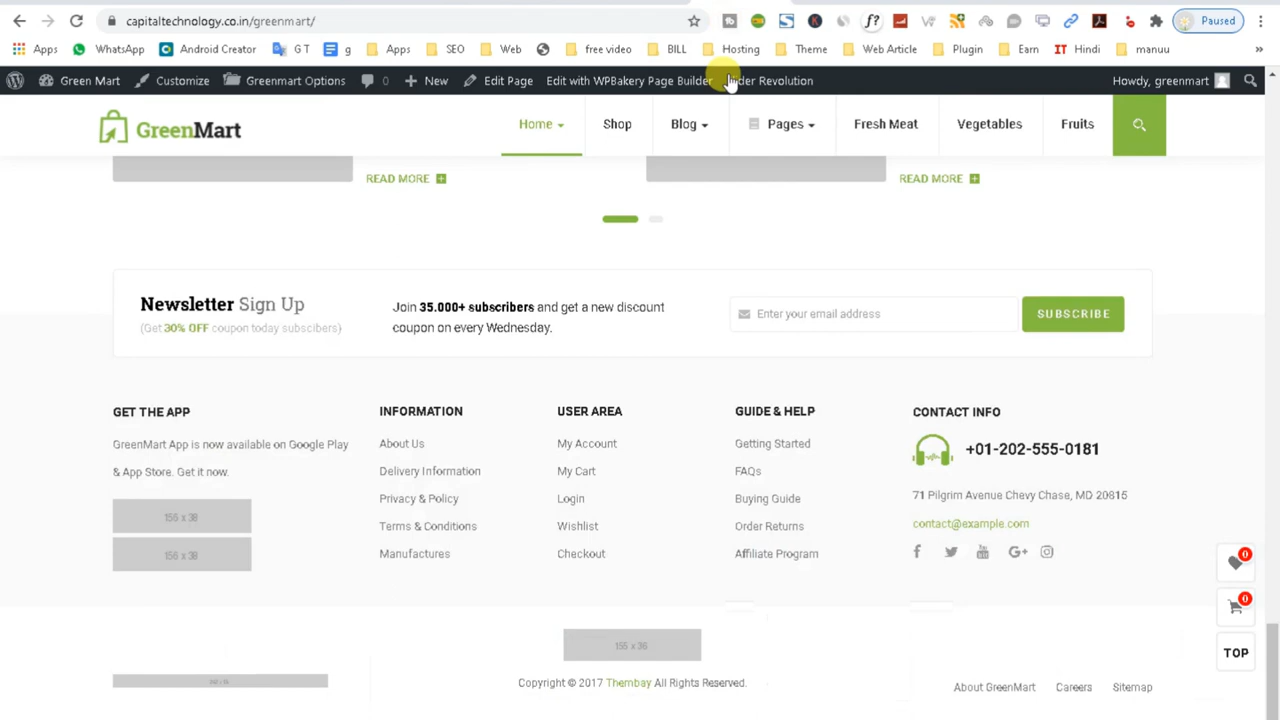 capitaltechnology.co.in/greenmart/
Paused
Apps WhatsApp Android Creator G T g Apps SEO Web free video BILL Hosting Theme Web Article Plugin Earn IT Hindi manuu »
Green Mart Customize Greenmart Options 0 New Edit Page Edit with WPBakery Page Builder Revolution Howdy, greenmart
GreenMart Home Shop Blog Pages Fresh Meat Vegetables Fruits
READ MORE READ MORE
Newsletter Sign Up
(Get 30% OFF coupon today subscibers)
Join 35.000+ subscribers and get a new discount
coupon on every Wednesday.
Enter your email address
SUBSCRIBE
GET THE APP
GreenMart App is now available on Google Play
& App Store. Get it now.
156 x 38
156 x 38
INFORMATION
About Us
Delivery Information
Privacy & Policy
Terms & Conditions
Manufactures
USER AREA
My Account
My Cart
Login
Wishlist
Checkout
GUIDE & HELP
Getting Started
FAQs
Buying Guide
Order Returns
Affiliate Program
CONTACT INFO
+01-202-555-0181
71 Pilgrim Avenue Chevy Chase, MD 20815
contact@example.com
0
0
TOP
155 x 36
Copyright © 2017 Thembay All Rights Reserved.
About GreenMart Careers Sitemap